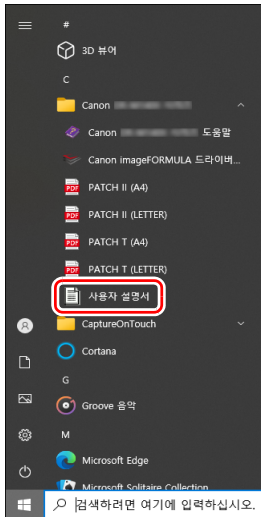 #
3D 뷰어
C
Canon
Canon 도움말
Canon imageFORMULA 드라이버...
PATCH II (A4)
PATCH II (LETTER)
PATCH T (A4)
PATCH T (LETTER)
사용자 설명서
CaptureOnTouch
Cortana
G
Groove 음악
M
Microsoft Edge
Microsoft Solitaire Collection
검색하려면 여기에 입력하십시오.